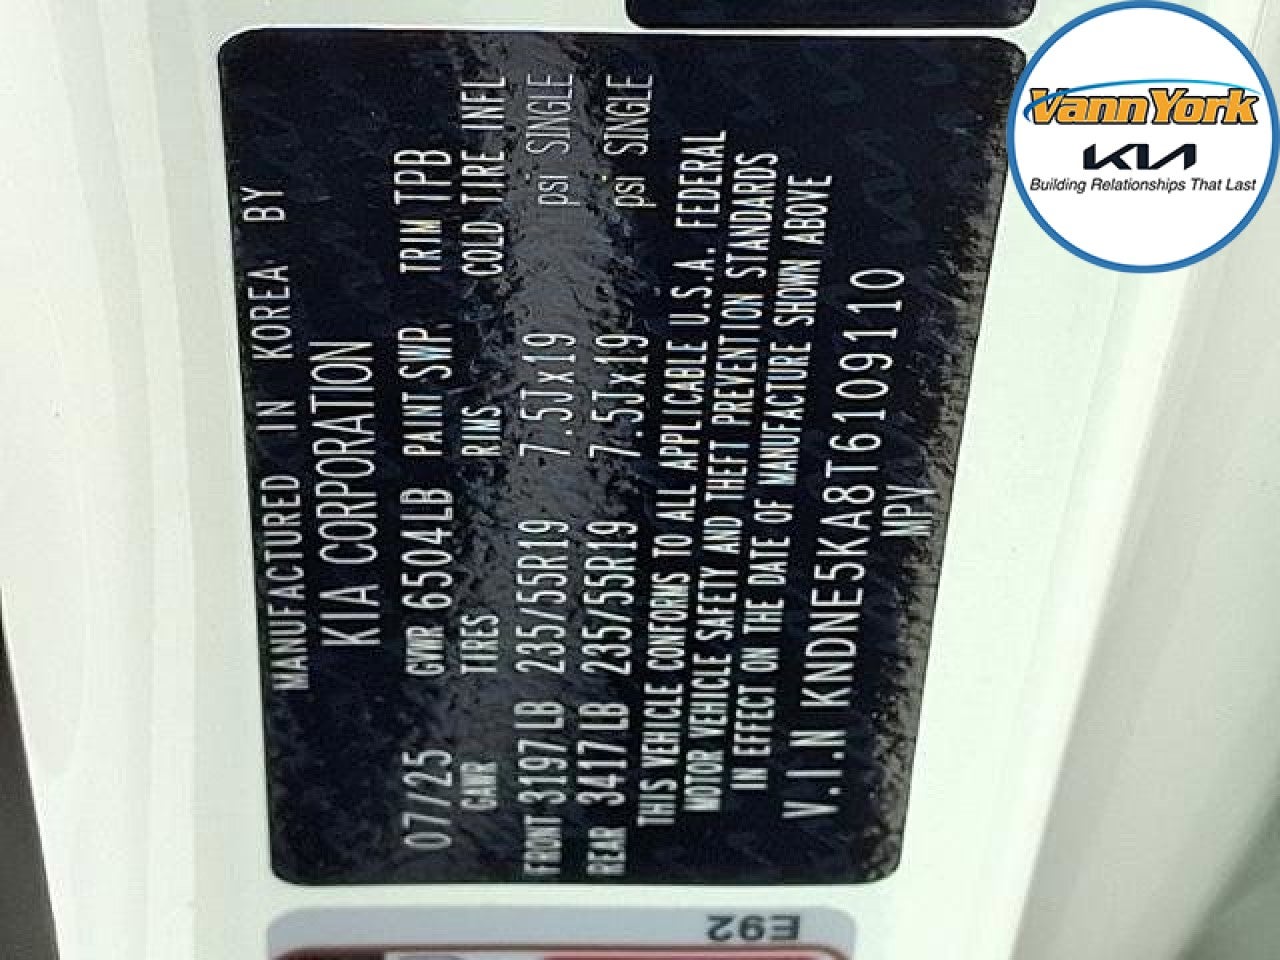 MANUFACTURED IN KOREA BY
KIA CORPORATION
07/25 GVWR 6504LB PAINT SWP TRIM TPB
GAWR TIRES RIMS COLD TIRE INFL
FRONT 3197LB 235/55R19 7.5Jx19 psi SINGLE
REAR 3417LB 235/55R19 7.5Jx19 psi SINGLE
THIS VEHICLE CONFORMS TO ALL APPLICABLE U.S.A. FEDERAL
MOTOR VEHICLE SAFETY AND THEFT PREVENTION STANDARDS
IN EFFECT ON THE DATE OF MANUFACTURE SHOWN ABOVE
V.I.N KNDNE5KA8T6109110
MPV
E92
VannYork
KIA
Building Relationships That Last